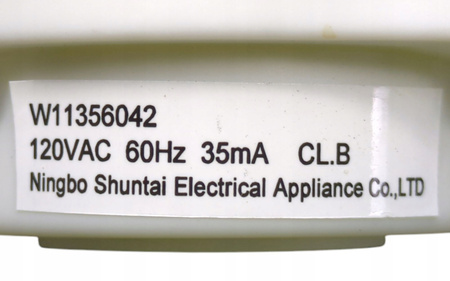 W11356042
120VAC 60Hz 35mA CL.B
Ningbo Shuntai Electrical Appliance Co.,LTD